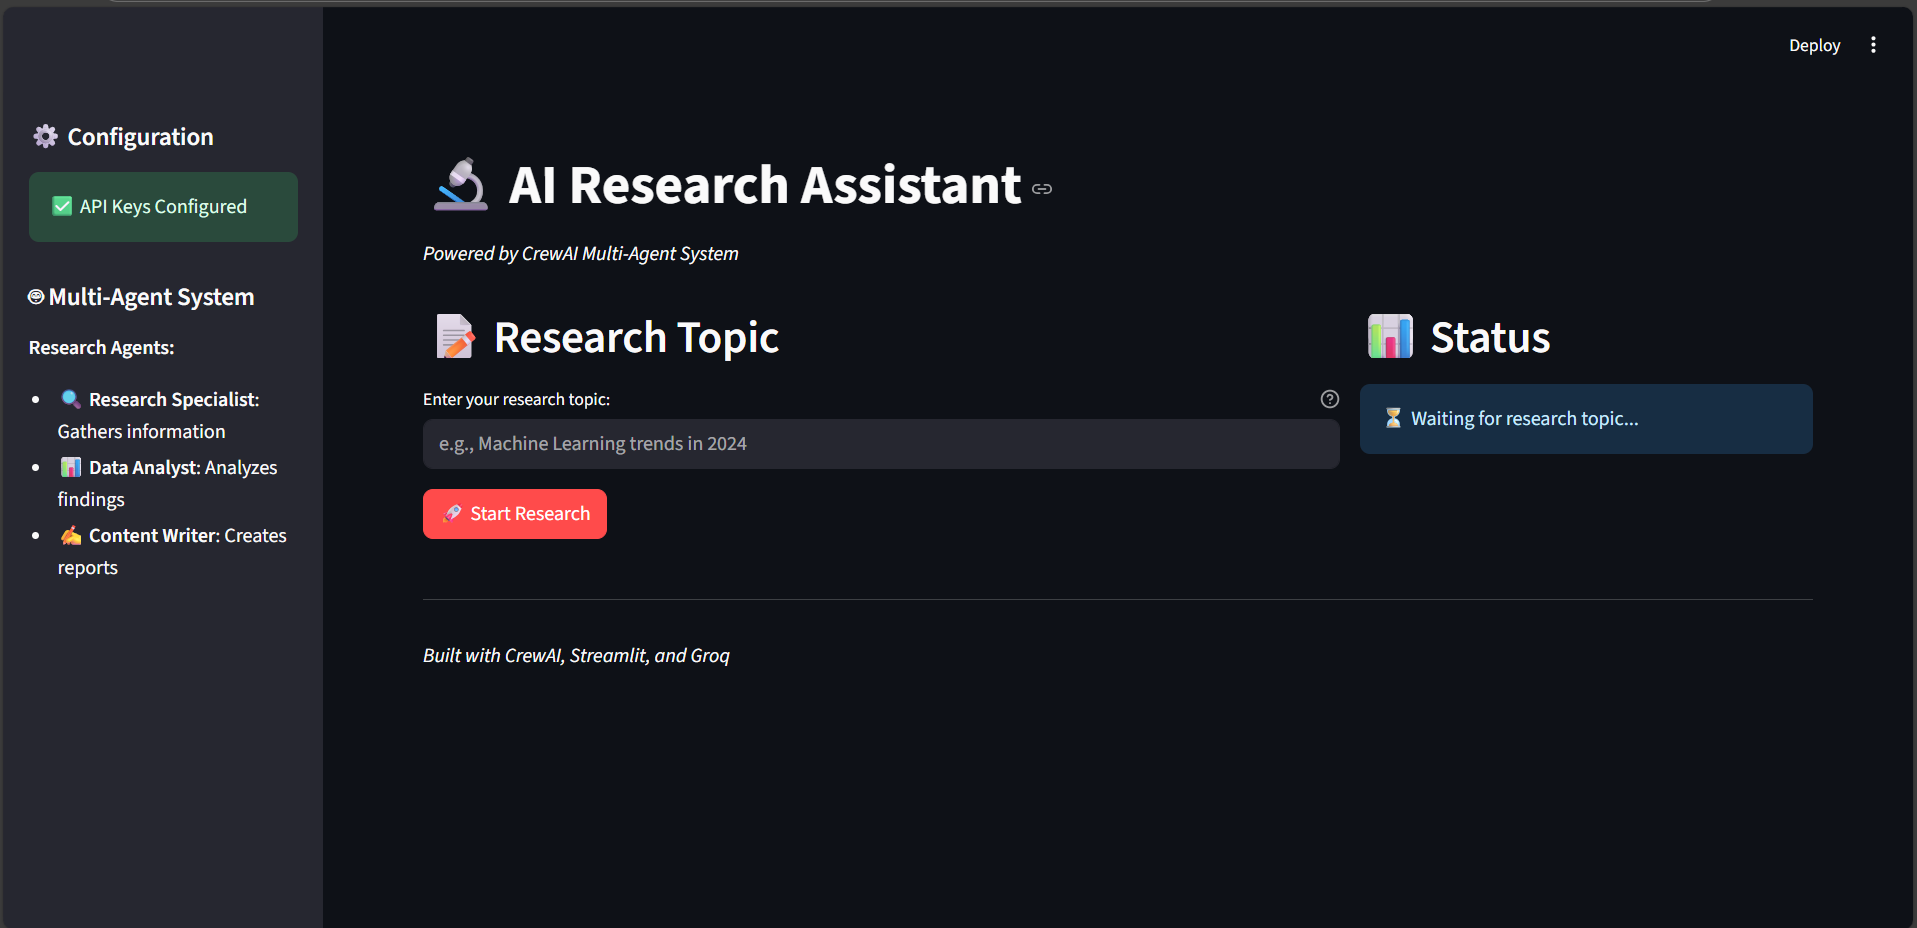 Deploy
⚙️ Configuration
✅ API Keys Configured
Multi-Agent System
Research Agents:
• 🔍 Research Specialist:
Gathers information
• 📊 Data Analyst: Analyzes
findings
• ✍️ Content Writer: Creates
reports
🔬 AI Research Assistant
Powered by CrewAI Multi-Agent System
📝 Research Topic
Enter your research topic:
e.g., Machine Learning trends in 2024
🚀 Start Research
📊 Status
⏳ Waiting for research topic...
Built with CrewAI, Streamlit, and Groq